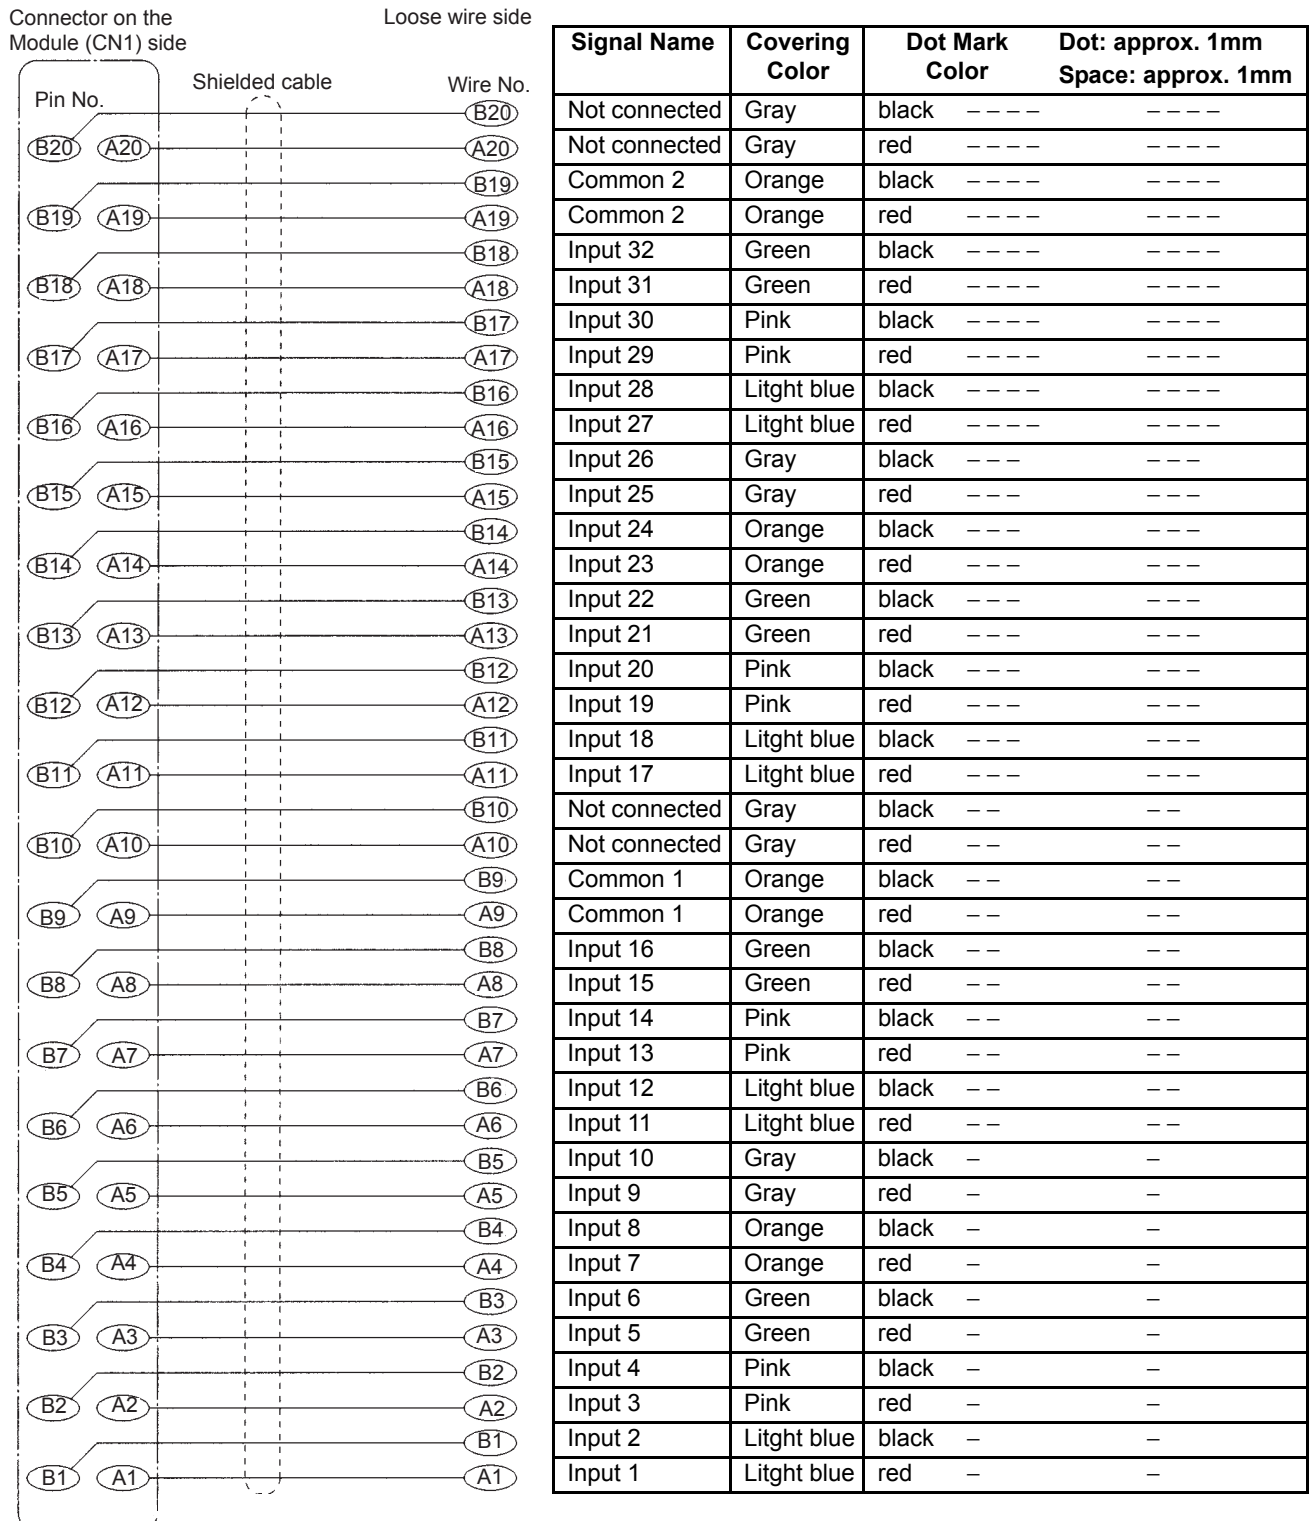 Connector on the
Module (CN1) side
Loose wire side
Shielded cable
Wire No.
Pin No.
Signal Name Covering Color Dot Mark Color Dot: approx. 1mm Space: approx. 1mm
B20 Not connected Gray black – – – – – – – –
B20 A20 A20 Not connected Gray red – – – – – – – –
B19 Common 2 Orange black – – – – – – – –
B19 A19 A19 Common 2 Orange red – – – – – – – –
B18 Input 32 Green black – – – – – – – –
B18 A18 A18 Input 31 Green red – – – – – – – –
B17 Input 30 Pink black – – – – – – – –
B17 A17 A17 Input 29 Pink red – – – – – – – –
B16 Input 28 Litght blue black – – – – – – – –
B16 A16 A16 Input 27 Litght blue red – – – – – – – –
B15 Input 26 Gray black – – – – – –
B15 A15 A15 Input 25 Gray red – – – – – –
B14 Input 24 Orange black – – – – – –
B14 A14 A14 Input 23 Orange red – – – – – –
B13 Input 22 Green black – – – – – –
B13 A13 A13 Input 21 Green red – – – – – –
B12 Input 20 Pink black – – – – – –
B12 A12 A12 Input 19 Pink red – – – – – –
B11 Input 18 Litght blue black – – – – – –
B11 A11 A11 Input 17 Litght blue red – – – – – –
B10 Not connected Gray black – – – –
B10 A10 A10 Not connected Gray red – – – –
B9 Common 1 Orange black – – – –
B9 A9 A9 Common 1 Orange red – – – –
B8 Input 16 Green black – – – –
B8 A8 A8 Input 15 Green red – – – –
B7 Input 14 Pink black – – – –
B7 A7 A7 Input 13 Pink red – – – –
B6 Input 12 Litght blue black – – – –
B6 A6 A6 Input 11 Litght blue red – – – –
B5 Input 10 Gray black – –
B5 A5 A5 Input 9 Gray red – –
B4 Input 8 Orange black – –
B4 A4 A4 Input 7 Orange red – –
B3 Input 6 Green black – –
B3 A3 A3 Input 5 Green red – –
B2 Input 4 Pink black – –
B2 A2 A2 Input 3 Pink red – –
B1 Input 2 Litght blue black – –
B1 A1 A1 Input 1 Litght blue red – –